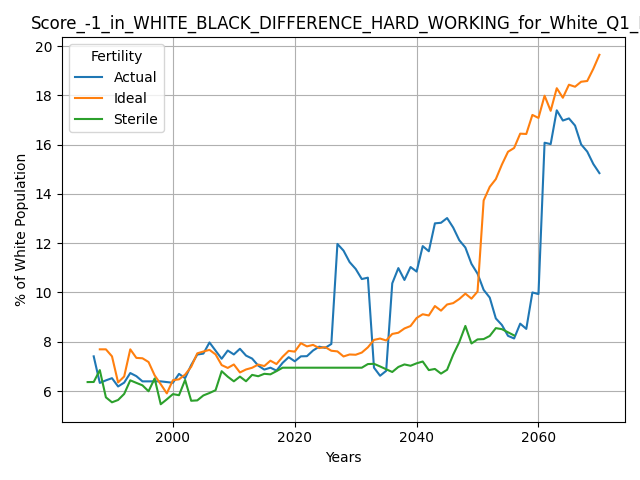 Score_-1_in_WHITE_BLACK_DIFFERENCE_HARD_WORKING_for_White_Q1_
Fertility
Actual
Ideal
Sterile
% of White Population
20
18
16
14
12
10
8
6
2000
2020
2040
2060
Years